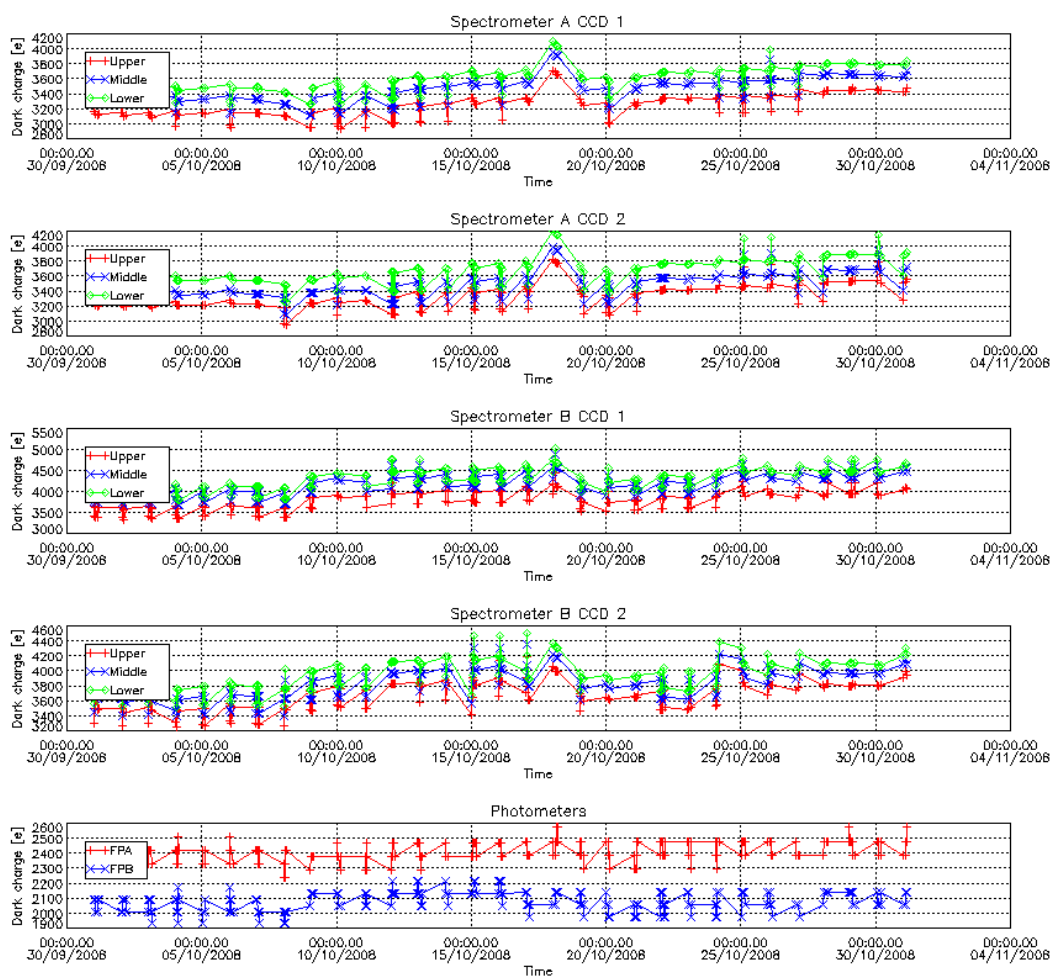 Spectrometer A CCD 1
Dark charge [e]
4200
4000
3600
3400
3200
3000
2800
Upper
Middle
Lower
00:00.00 00:00.00 00:00.00 00:00.00 00:00.00 00:00.00 00:00.00 00:00.00
30/09/2008 05/10/2008 10/10/2008 15/10/2008 20/10/2008 25/10/2008 30/10/2008 04/11/2008
Time
Spectrometer A CCD 2
Dark charge [e]
4200
4000
3600
3400
3200
3000
2800
Upper
Middle
Lower
00:00.00 00:00.00 00:00.00 00:00.00 00:00.00 00:00.00 00:00.00 00:00.00
30/09/2008 05/10/2008 10/10/2008 15/10/2008 20/10/2008 25/10/2008 30/10/2008 04/11/2008
Time
Spectrometer B CCD 1
Dark charge [e]
5500
5000
4500
4000
3500
3000
Upper
Middle
Lower
00:00.00 00:00.00 00:00.00 00:00.00 00:00.00 00:00.00 00:00.00 00:00.00
30/09/2008 05/10/2008 10/10/2008 15/10/2008 20/10/2008 25/10/2008 30/10/2008 04/11/2008
Time
Spectrometer B CCD 2
Dark charge [e]
4600
4400
4200
4000
3800
3600
3400
3200
Upper
Middle
Lower
00:00.00 00:00.00 00:00.00 00:00.00 00:00.00 00:00.00 00:00.00 00:00.00
30/09/2008 05/10/2008 10/10/2008 15/10/2008 20/10/2008 25/10/2008 30/10/2008 04/11/2008
Time
Photometers
Dark charge [e]
2600
2500
2400
2300
2200
2100
2000
1900
FPA
FPB
00:00.00 00:00.00 00:00.00 00:00.00 00:00.00 00:00.00 00:00.00 00:00.00
30/09/2008 05/10/2008 10/10/2008 15/10/2008 20/10/2008 25/10/2008 30/10/2008 04/11/2008
Time